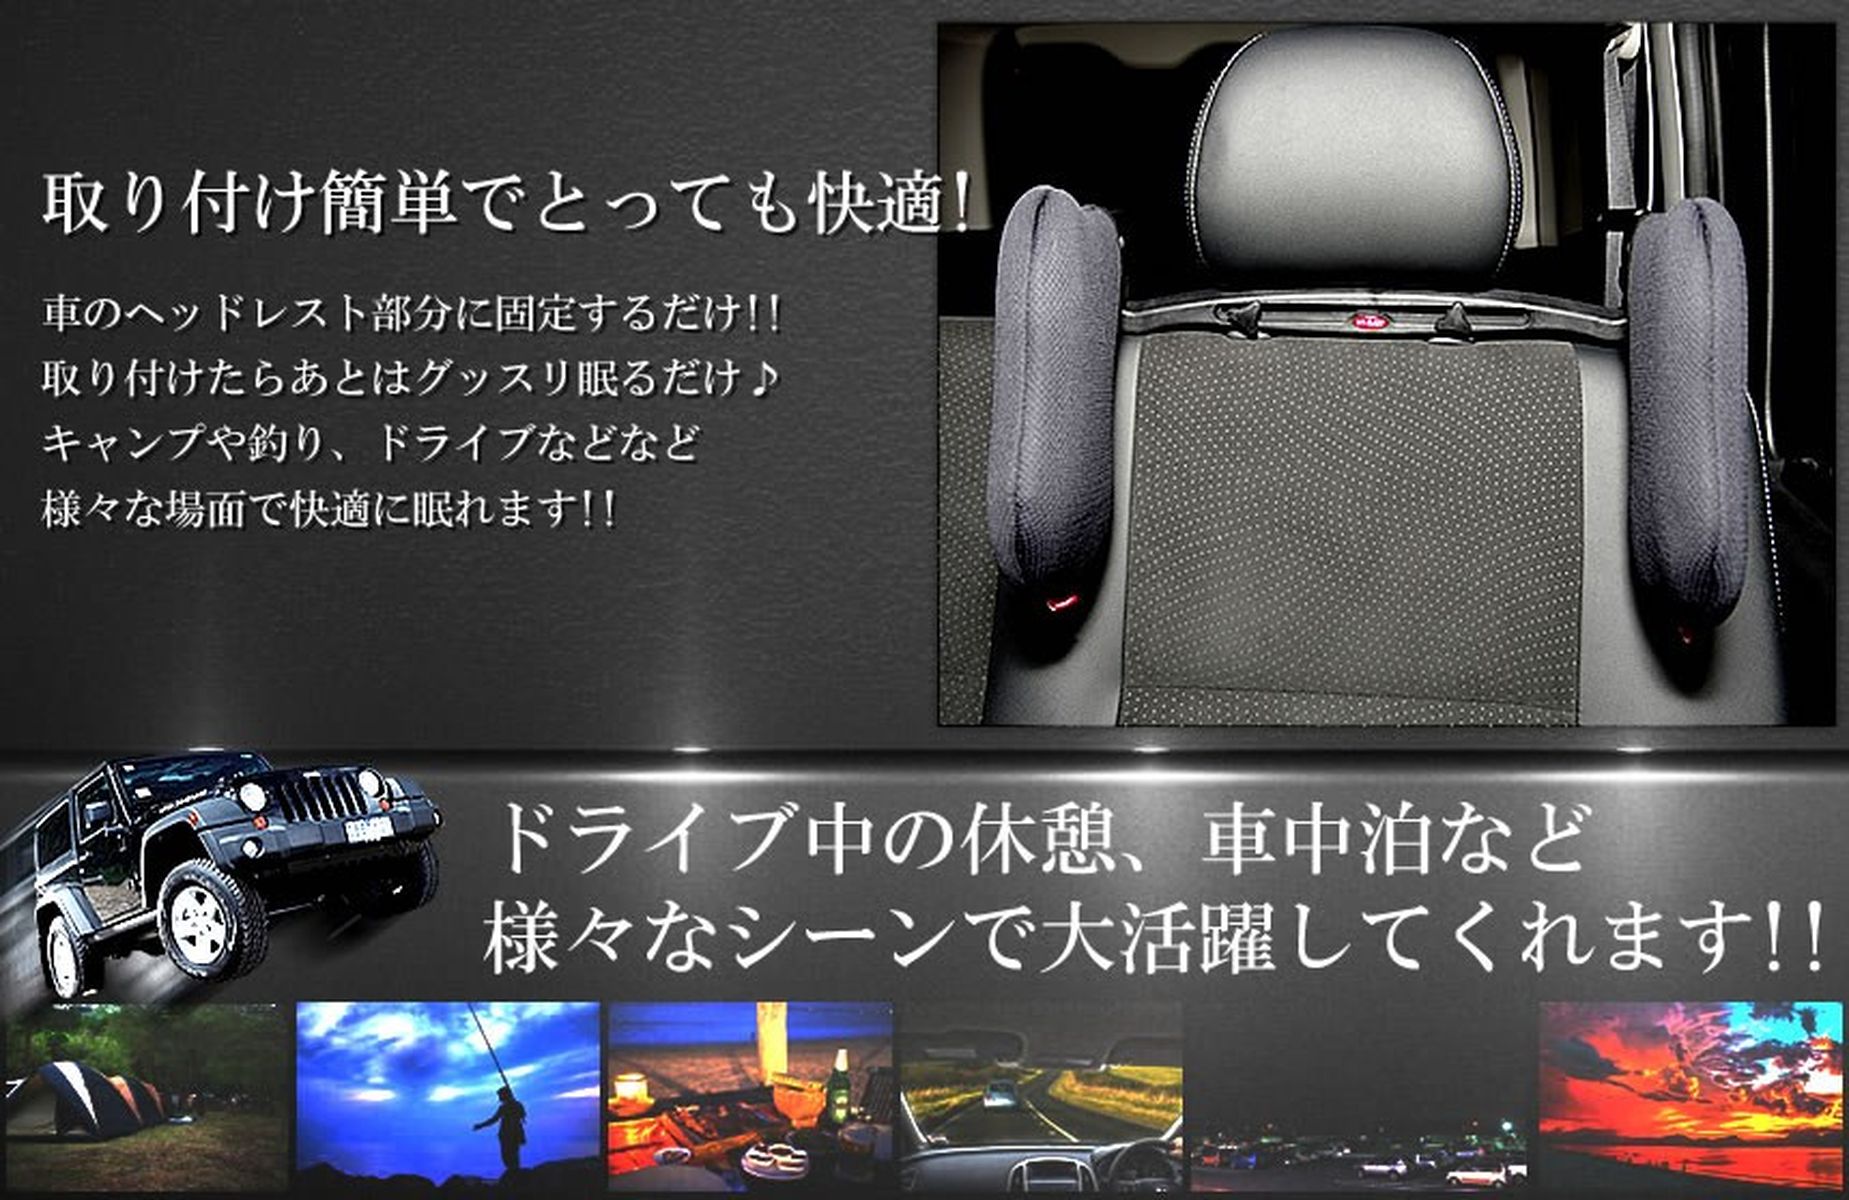 取り付け簡単でとっても快適！
車のヘッドレスト部分に固定するだけ！！
取り付けたらあとはグッスリ眠るだけ♪
キャンプや釣り、ドライブなどなど
様々な場面で快適に眠れます！！
ドライブ中の休憩、車中泊など
様々なシーンで大活躍してくれます！！